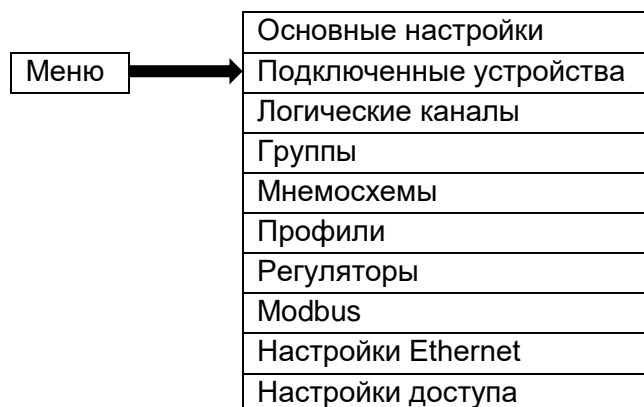 Основные настройки
Меню
Подключенные устройства
Логические каналы
Группы
Мнемосхемы
Профили
Регуляторы
Modbus
Настройки Ethernet
Настройки доступа